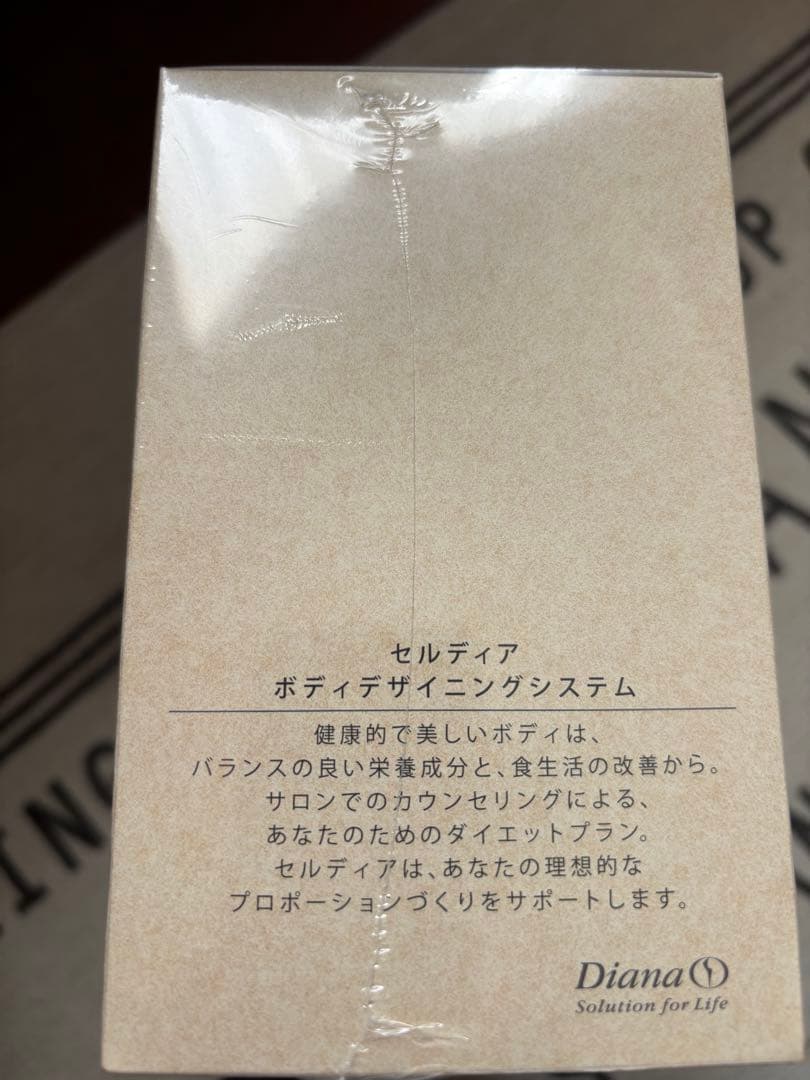 セルディア
ボディデザイニングシステム
健康的で美しいボディは、
バランスの良い栄養成分と、食生活の改善から。
サロンでのカウンセリングによる、
あなたのためのダイエットプラン。
セルディアは、あなたの理想的な
プロポーションづくりをサポートします。
Diana
Solution for Life